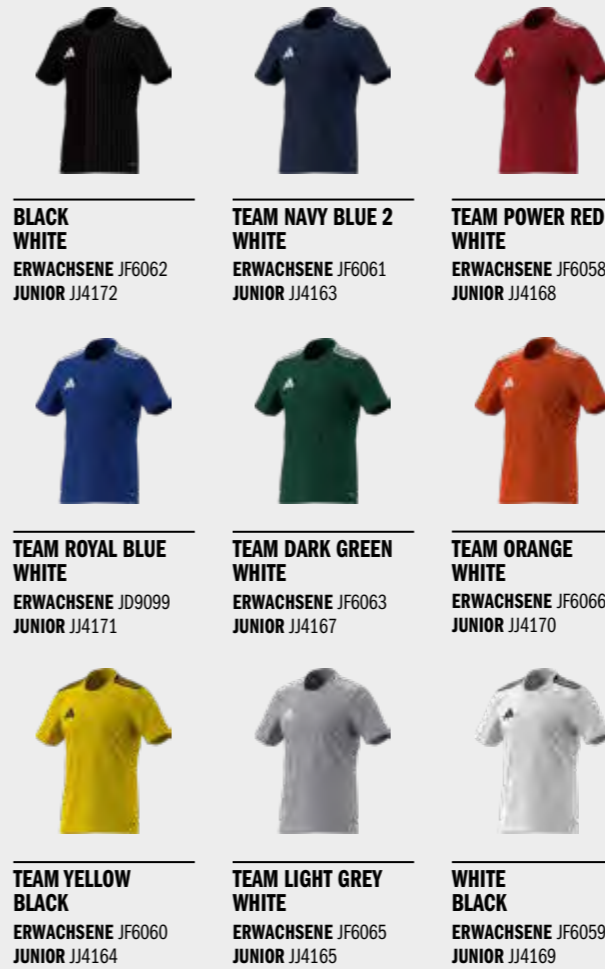 BLACK
WHITE
ERWACHSENE JF6062
JUNIOR JJ4172
TEAM NAVY BLUE 2
WHITE
ERWACHSENE JF6061
JUNIOR JJ4163
TEAM POWER RED
WHITE
ERWACHSENE JF6058
JUNIOR JJ4168
TEAM ROYAL BLUE
WHITE
ERWACHSENE JD9099
JUNIOR JJ4171
TEAM DARK GREEN
WHITE
ERWACHSENE JF6063
JUNIOR JJ4167
TEAM ORANGE
WHITE
ERWACHSENE JF6066
JUNIOR JJ4170
TEAM YELLOW
BLACK
ERWACHSENE JF6060
JUNIOR JJ4164
TEAM LIGHT GREY
WHITE
ERWACHSENE JF6065
JUNIOR JJ4165
WHITE
BLACK
ERWACHSENE JF6059
JUNIOR JJ4169